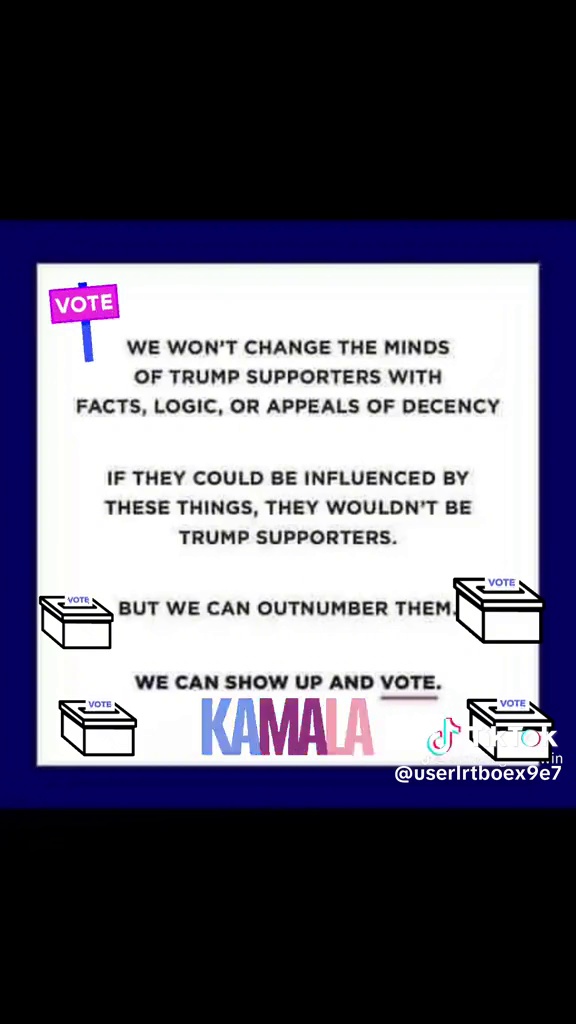 VOTE
WE WON'T CHANGE THE MINDS
OF TRUMP SUPPORTERS WITH
FACTS, LOGIC, OR APPEALS OF DECENCY
IF THEY COULD BE INFLUENCED BY
THESE THINGS, THEY WOULDN'T BE
TRUMP SUPPORTERS.
VOTE
VOTE
BUT WE CAN OUTNUMBER THEM.
WE CAN SHOW UP AND VOTE.
VOTE
KAMALA
VOTE
TikTok
@userlrtboex9e7